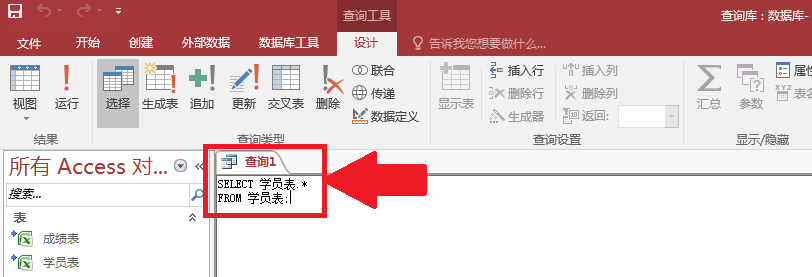 查询工具
查询库：数据库-
文件 开始 创建 外部数据 数据库工具 设计 告诉我您想要做什么...
视图 运行 选择 生成表 追加 更新 交叉表 删除
联合
传递
数据定义
显示表
插入行
删除行
生成器
插入列
删除列
返回:
汇总 参数
属性
表名
结果 查询类型 查询设置 显示/隐藏
所有 Access 对... «
搜索...
表
成绩表
学员表
查询1
SELECT 学员表.*
FROM 学员表;